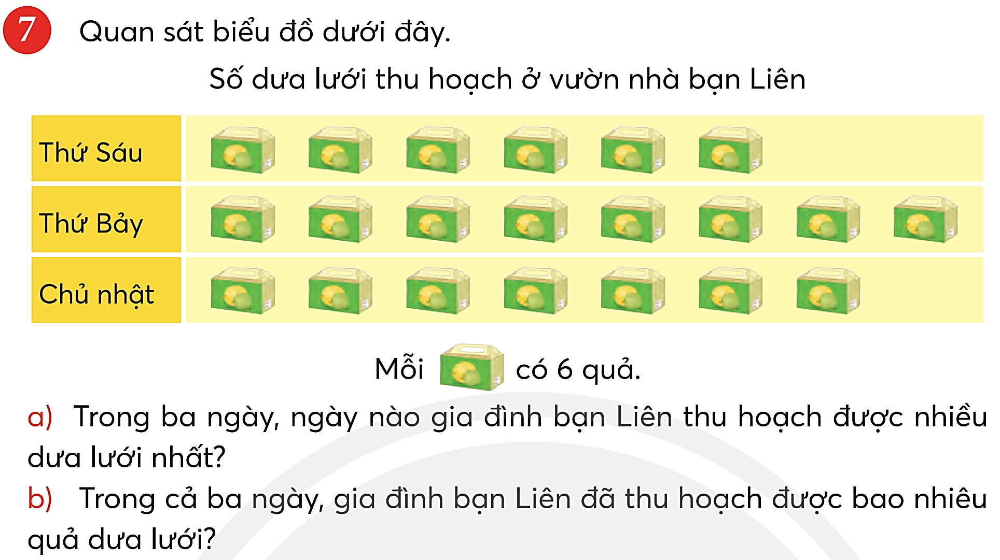 7 Quan sát biểu đồ dưới đây.
Số dưa lưới thu hoạch ở vườn nhà bạn Liên
Thứ Sáu
Thứ Bảy
Chủ nhật
Mỗi có 6 quả.
a) Trong ba ngày, ngày nào gia đình bạn Liên thu hoạch được nhiều
dưa lưới nhất?
b) Trong cả ba ngày, gia đình bạn Liên đã thu hoạch được bao nhiêu
quả dưa lưới?